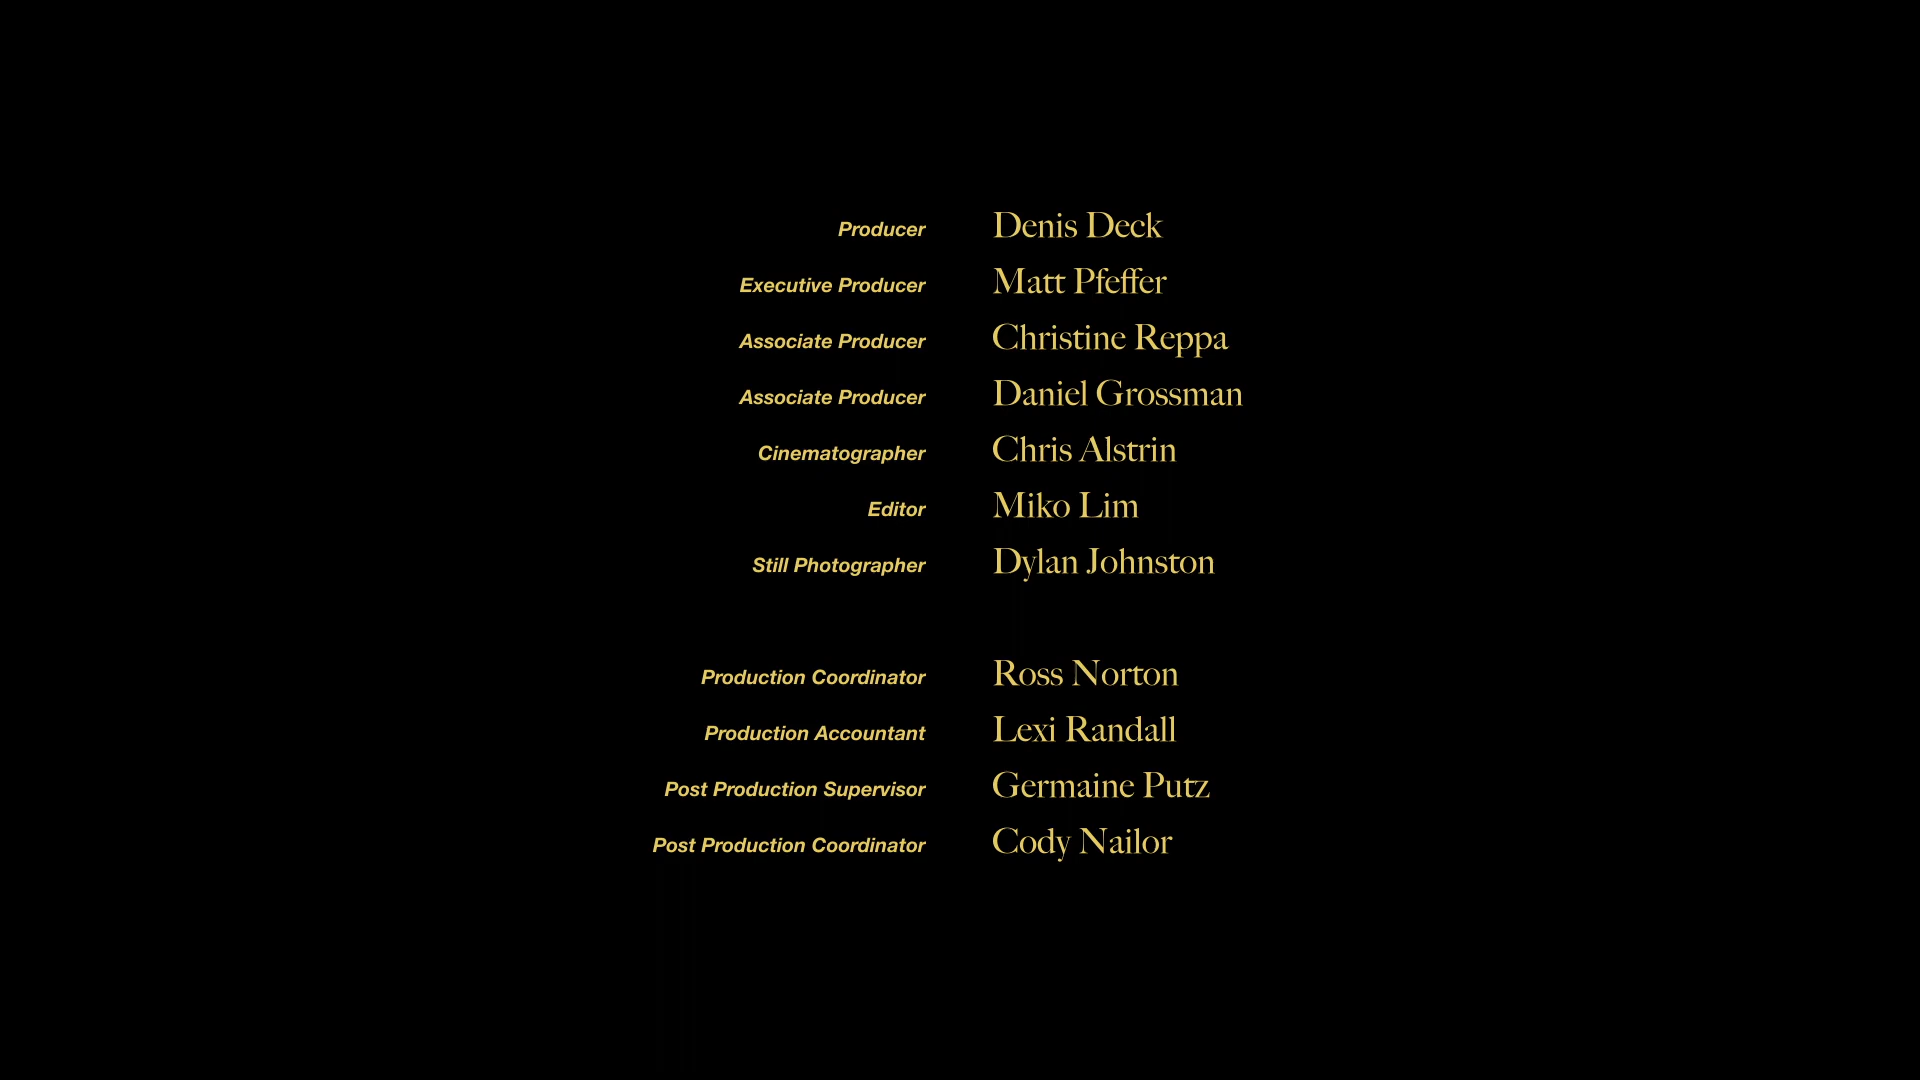 Producer Denis Deck
Executive Producer Matt Pfeffer
Associate Producer Christine Reppa
Associate Producer Daniel Grossman
Cinematographer Chris Alstrin
Editor Miko Lim
Still Photographer Dylan Johnston
Production Coordinator Ross Norton
Production Accountant Lexi Randall
Post Production Supervisor Germaine Putz
Post Production Coordinator Cody Nailor